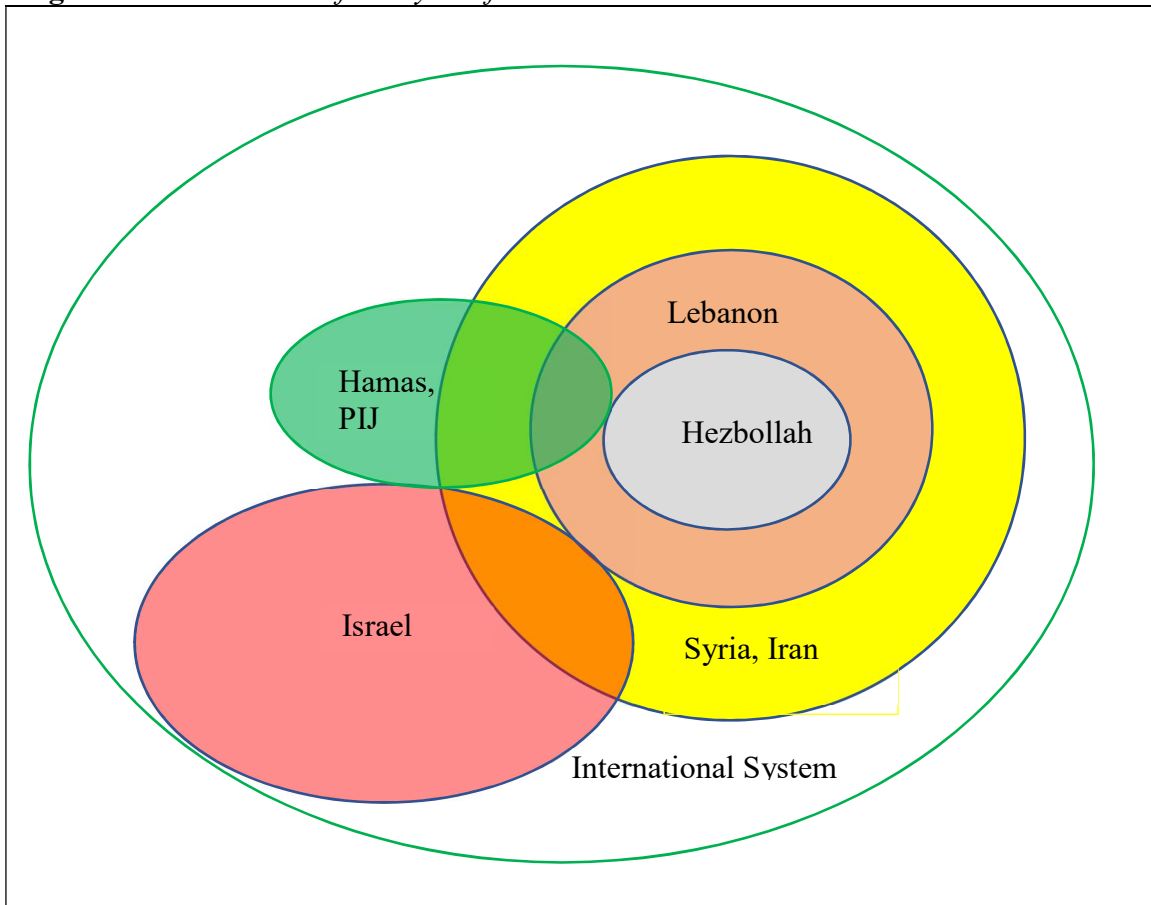 Lebanon
Hamas,
PIJ
Hezbollah
Israel
Syria, Iran
International System